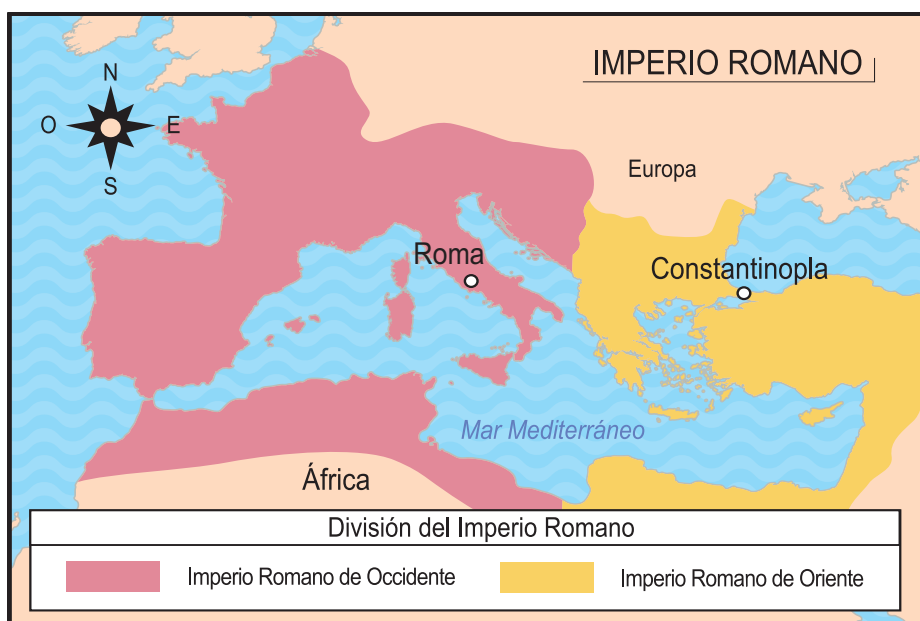 IMPERIO ROMANO
N
O
E
S
Europa
Roma
Constantinopla
Mar Mediterráneo
África
División del Imperio Romano
Imperio Romano de Occidente
Imperio Romano de Oriente